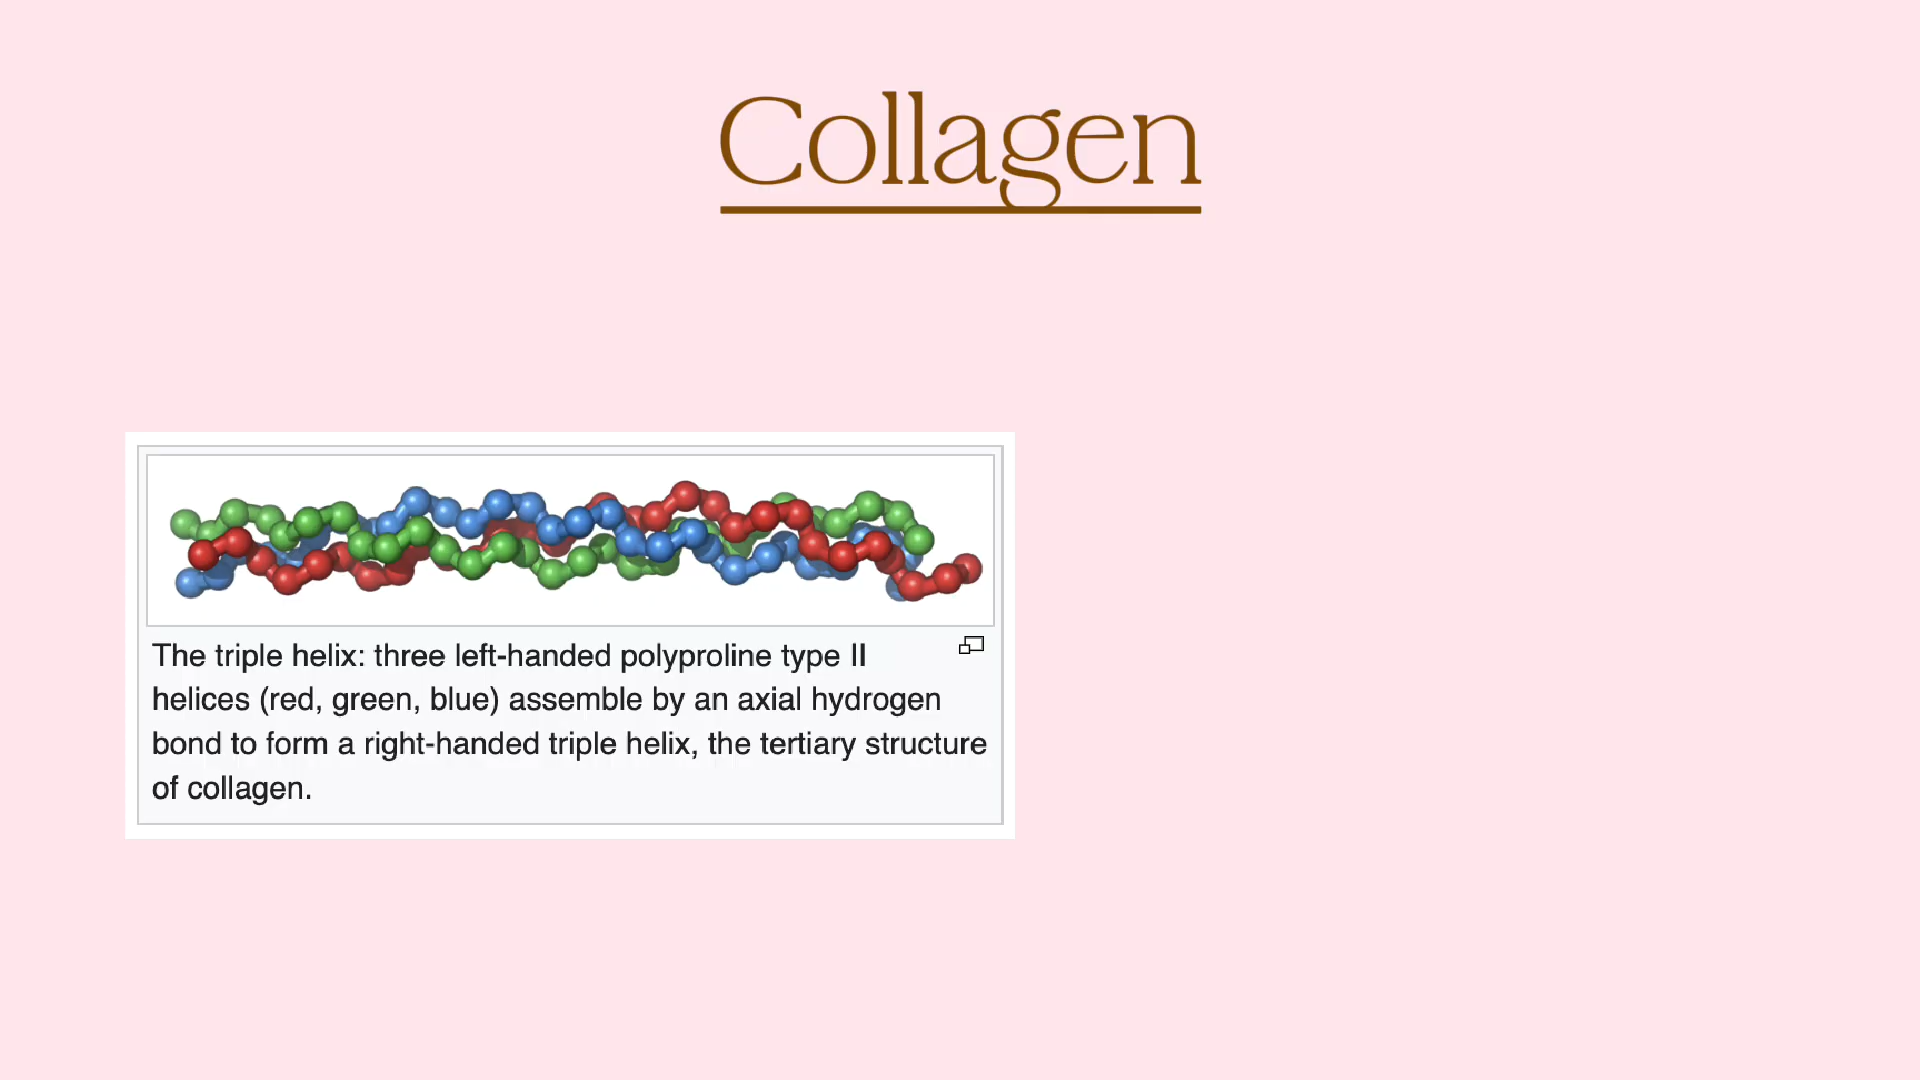 Collagen
The triple helix: three left-handed polyproline type II
helices (red, green, blue) assemble by an axial hydrogen
bond to form a right-handed triple helix, the tertiary structure
of collagen.